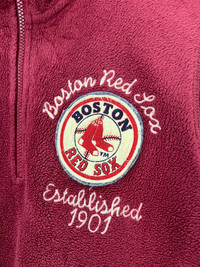 Boston Red Sox
BOSTON
RED SOX
TM
Established
1901